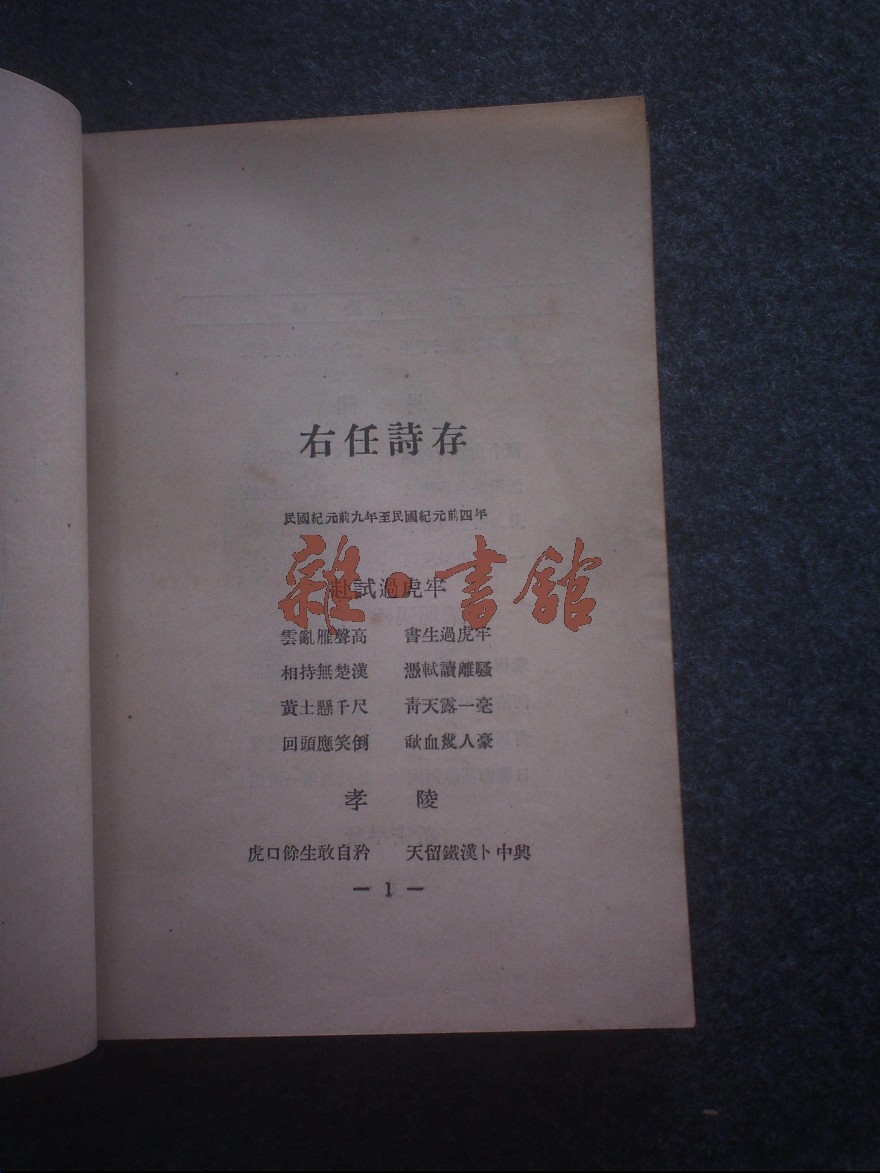 右任詩存
民國紀元前九年至民國紀元前四年
赴試過虎牢
雲亂雁聲高　書生過虎牢
相持無楚漢　憑軾讀離騷
黃土懸千尺　青天露一毫
回頭應笑倒　歃血幾人豪
孝　陵
虎口餘生敢自矜　天留鐵漢卜中興
— 1 —
雜·書館